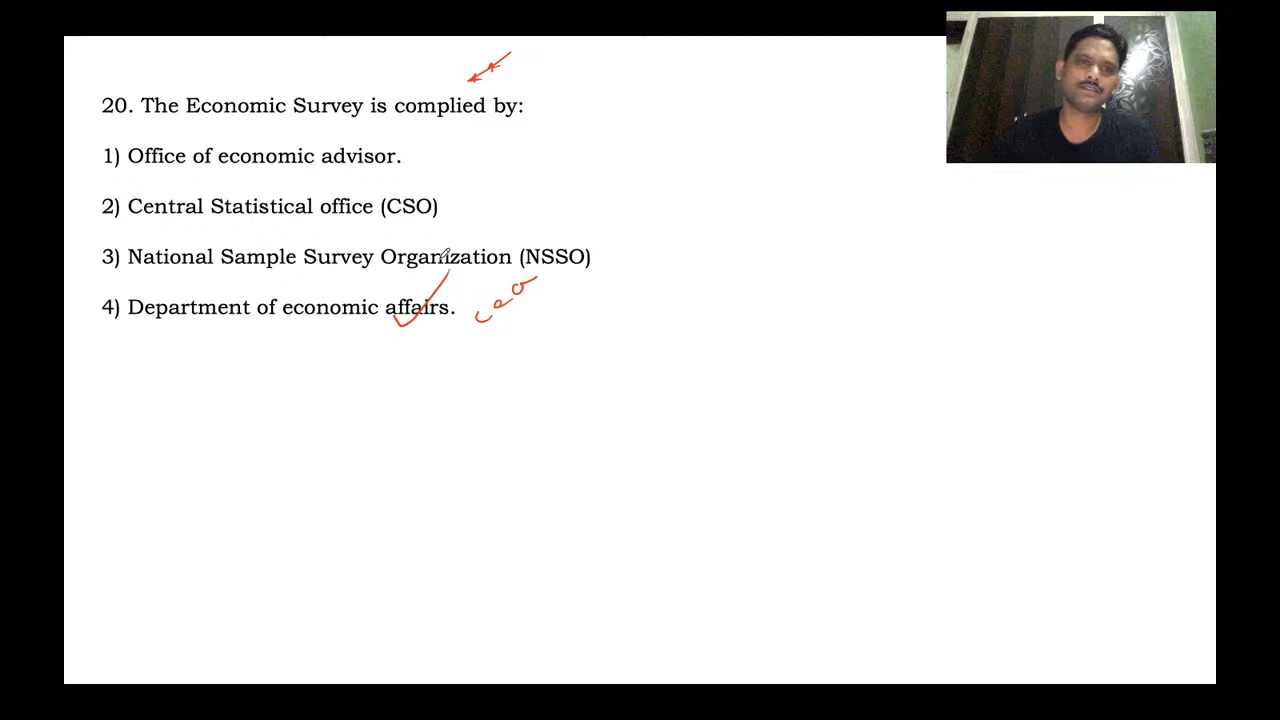 20. The Economic Survey is complied by:
1) Office of economic advisor.
2) Central Statistical office (CSO)
3) National Sample Survey Organization (NSSO)
4) Department of economic affairs.